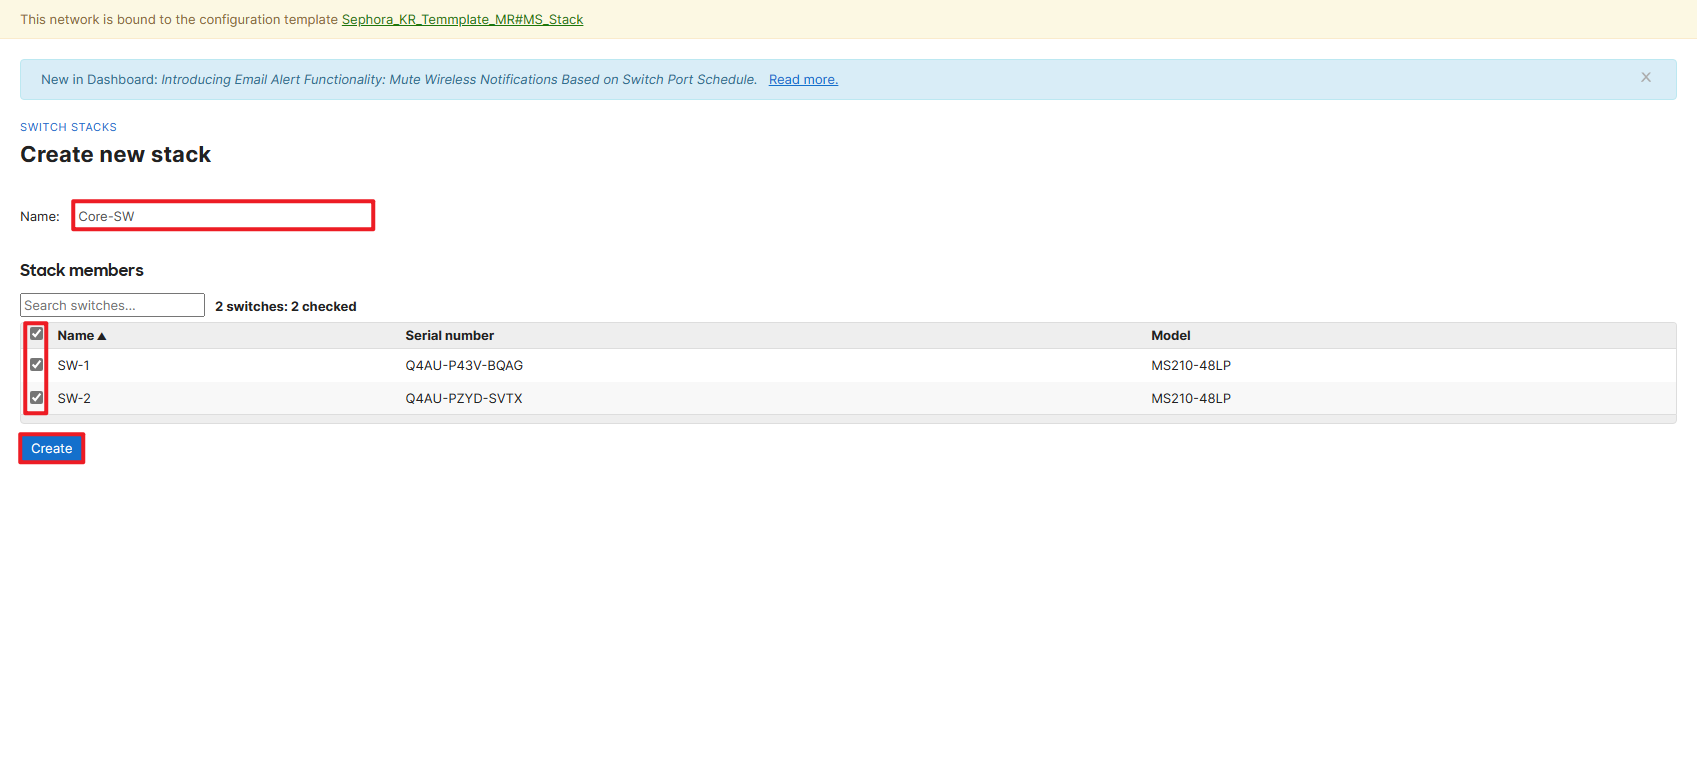 This network is bound to the configuration template Sephora_KR_Temmplate_MR#MS_Stack
New in Dashboard: Introducing Email Alert Functionality: Mute Wireless Notifications Based on Switch Port Schedule. Read more. ×
SWITCH STACKS
Create new stack
Name: Core-SW
Stack members
Search switches... 2 switches: 2 checked
Name ▲ Serial number Model
SW-1 Q4AU-P43V-BQAG MS210-48LP
SW-2 Q4AU-PZYD-SVTX MS210-48LP
Create